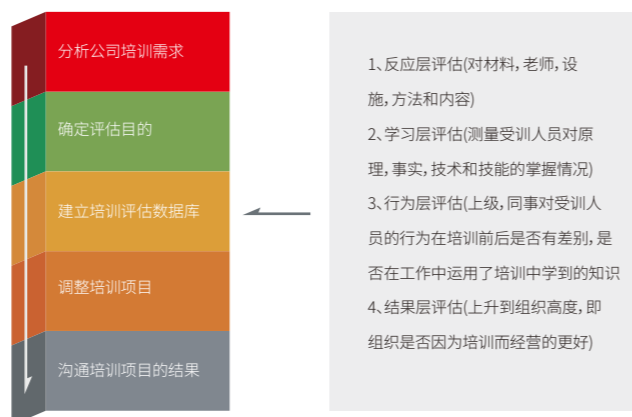 分析公司培训需求
确定评估目的
建立培训评估数据库
调整培训项目
沟通培训项目的结果
1、反应层评估(对材料,老师,设
施,方法和内容)
2、学习层评估(测量受训人员对原
理,事实,技术和技能的掌握情况)
3、行为层评估(上级,同事对受训人
员的行为在培训前后是否有差别,是
否在工作中运用了培训中学到的知识
4、结果层评估(上升到组织高度,即
组织是否因为培训而经营的更好)